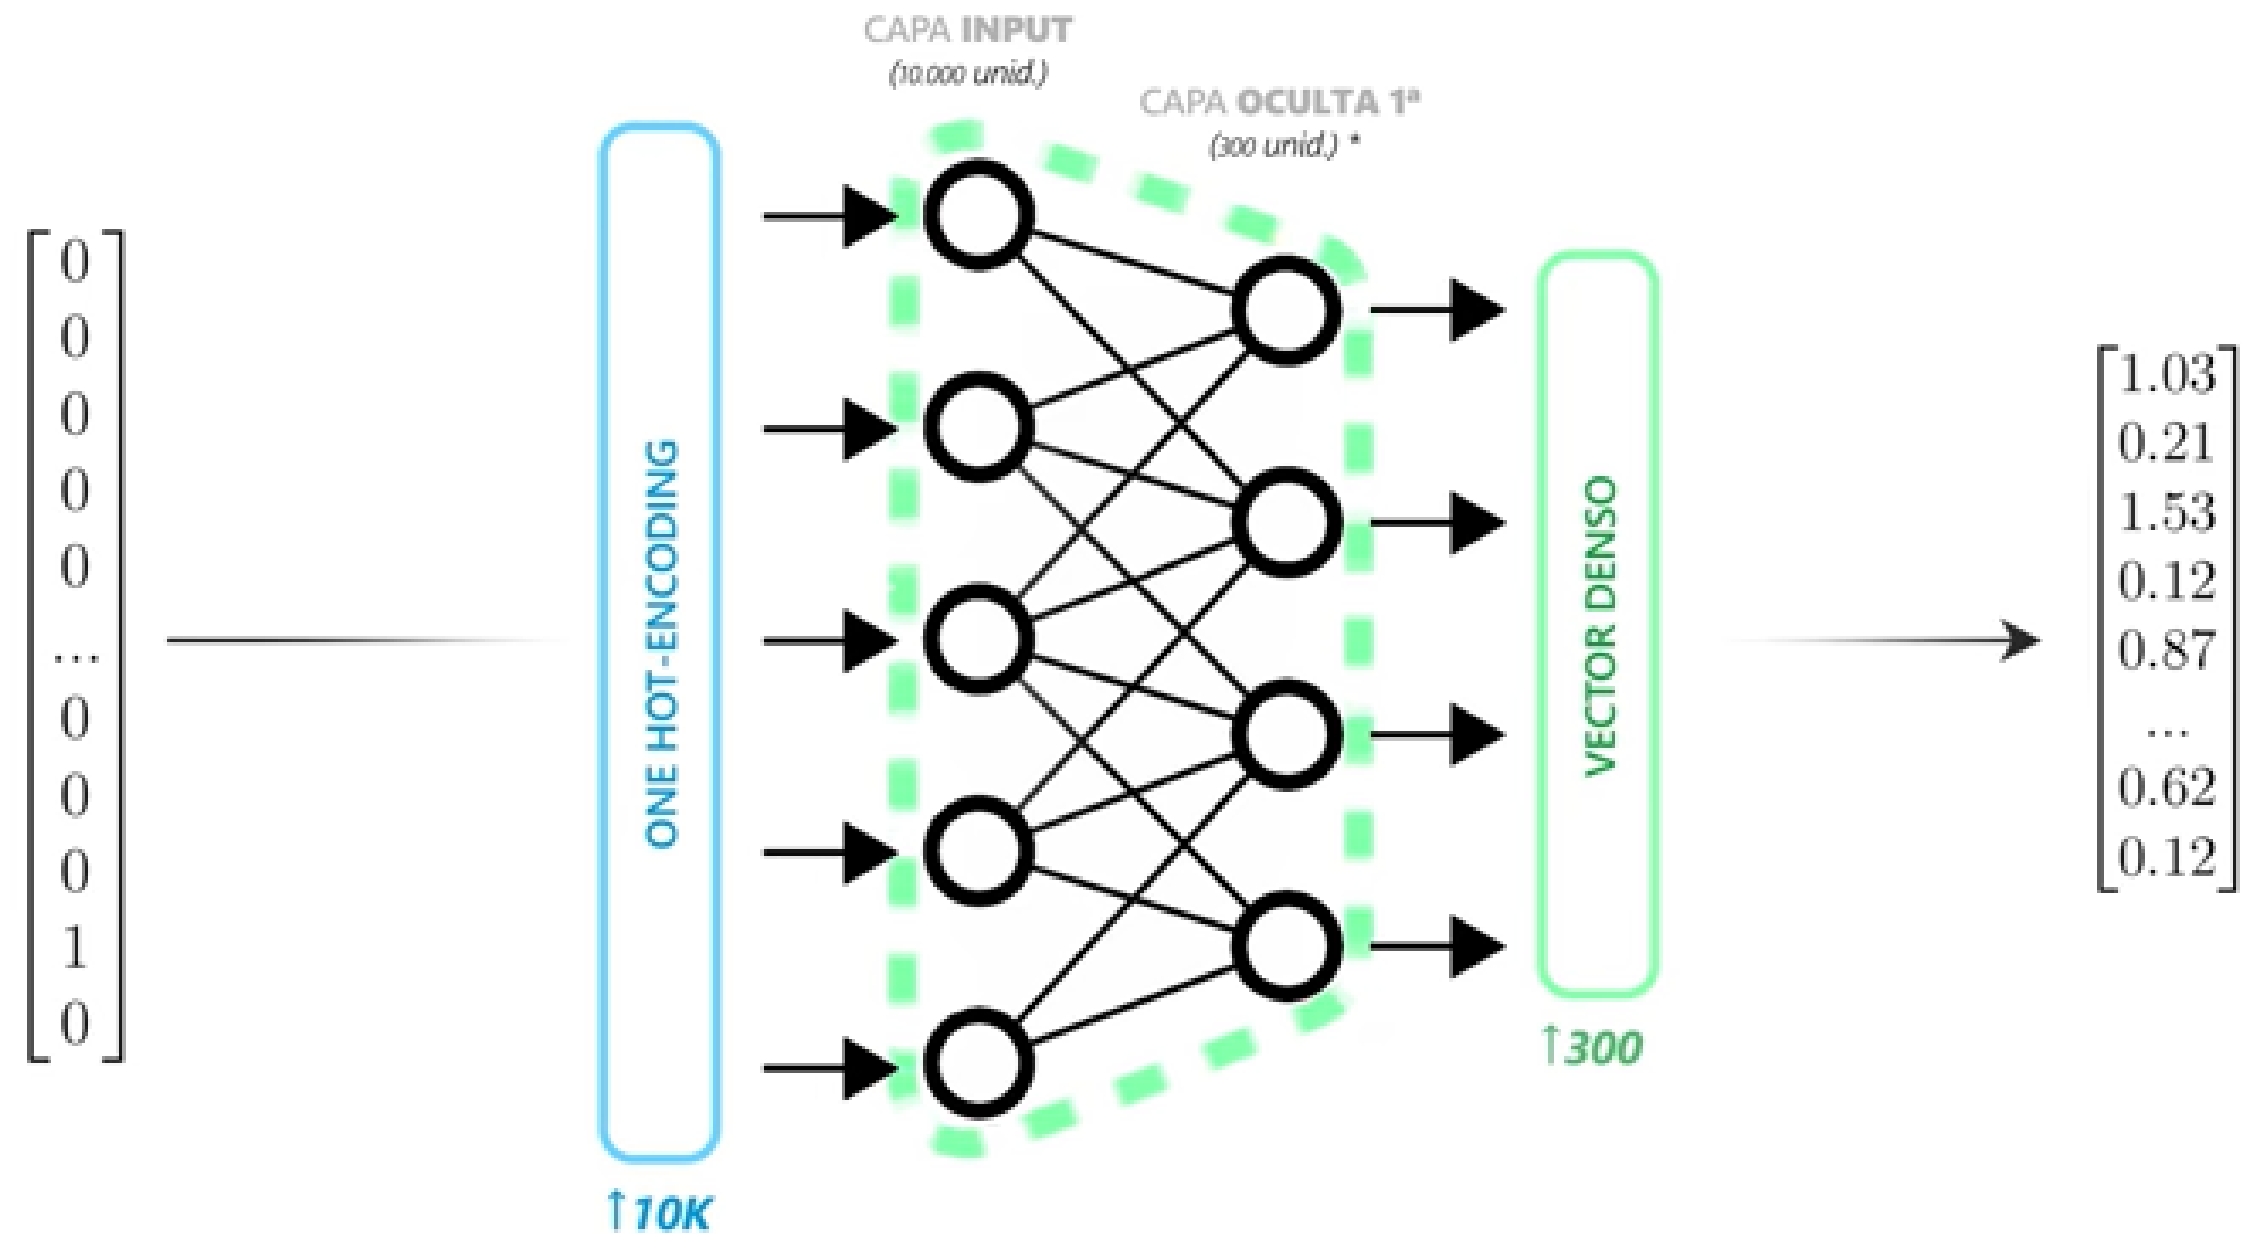 CAPA INPUT
(10.000 unid.)
CAPA OCULTA 1ª
(300 unid.) *
0
0
0
0
0
...
0
0
0
1
0
ONE HOT-ENCODING
↑10K
VECTOR DENSO
↑300
1.03
0.21
1.53
0.12
0.87
...
0.62
0.12